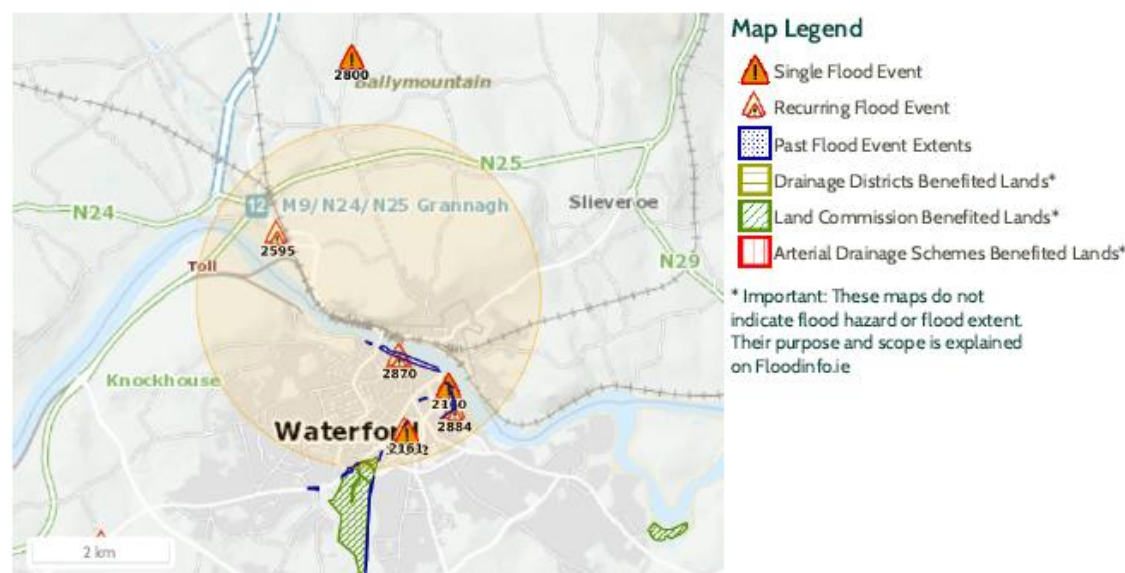 2800
Ballymountain
N25
12
M9/N24/N25 Grannagh
N24
Slieveroe
2595
Toll
N29
2870
Knockhouse
2884
Waterford
2161
2 km
Map Legend
Single Flood Event
Recurring Flood Event
Past Flood Event Extents
Drainage Districts Benefited Lands*
Land Commission Benefited Lands*
Arterial Drainage Schemes Benefited Lands*
* Important: These maps do not
indicate flood hazard or flood extent.
Their purpose and scope is explained
on Floodinfo.ie